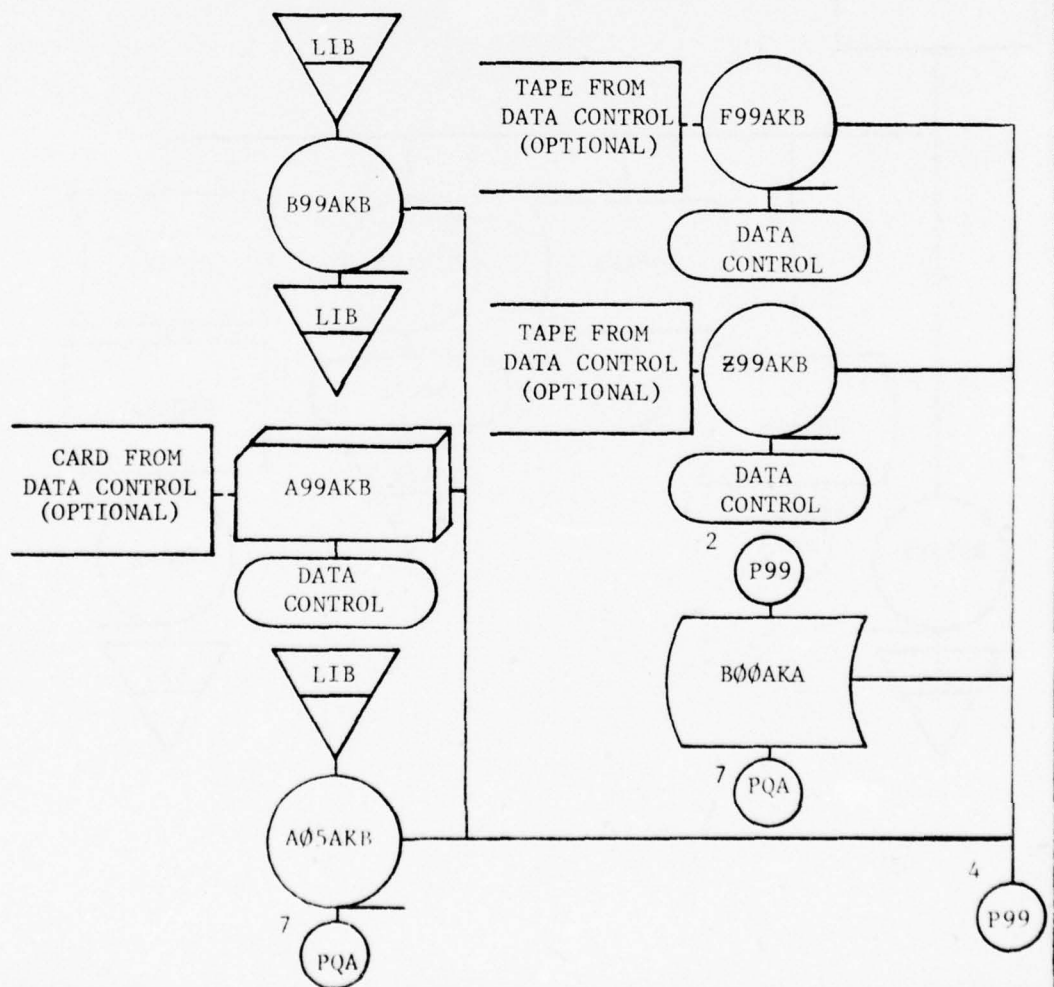 LIB
B99AKB
LIB
CARD FROM
DATA CONTROL
(OPTIONAL)
A99AKB
DATA
CONTROL
LIB
AØ5AKB
7
PQA
TAPE FROM
DATA CONTROL
(OPTIONAL)
F99AKB
DATA
CONTROL
TAPE FROM
DATA CONTROL
(OPTIONAL)
Ƶ99AKB
DATA
CONTROL
2
P99
BØØAKA
7
PQA
4
P99